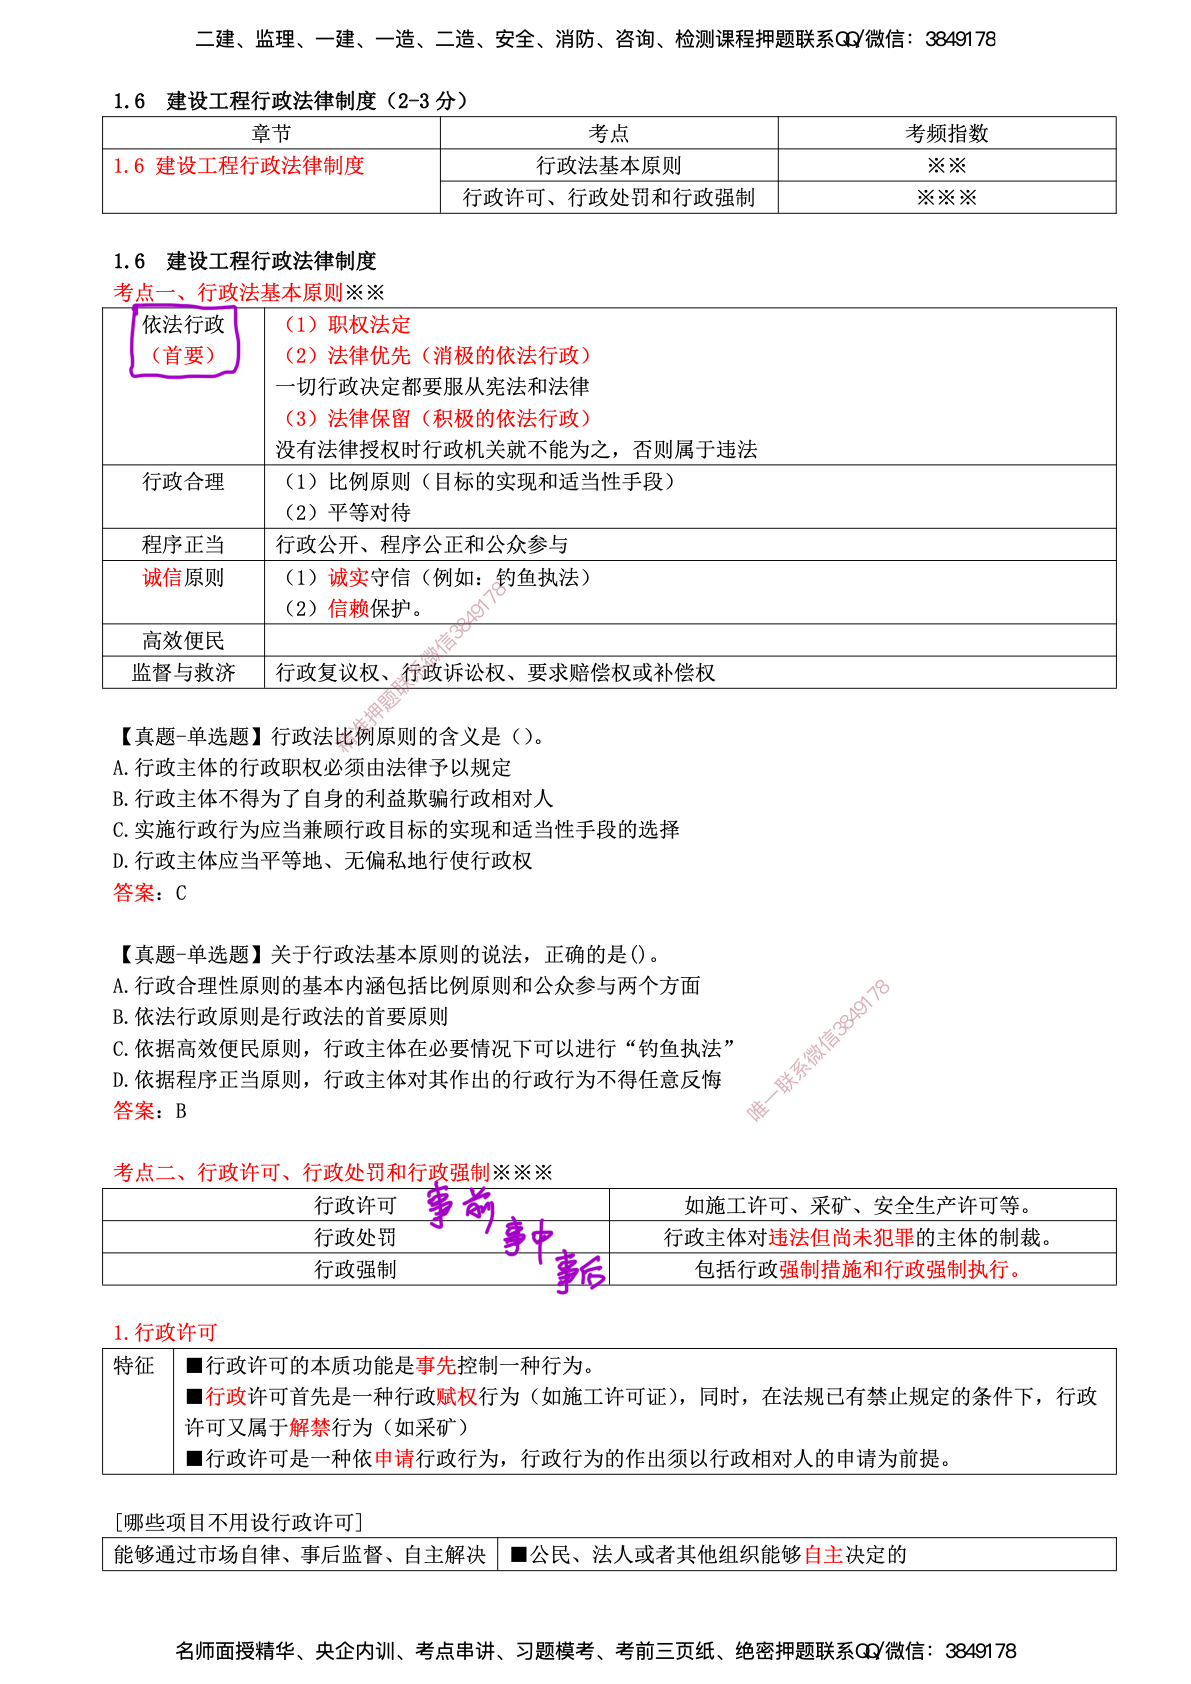 二建、监理、一建、一造、二造、安全、消防、咨询、检测课程押题联系QQ/微信：3849178
1.6 建设工程行政法律制度（2-3 分）
章节 考点 考频指数
1.6 建设工程行政法律制度 行政法基本原则 ※※
行政许可、行政处罚和行政强制 ※※※
1.6 建设工程行政法律制度
考点一、行政法基本原则※※
依法行政 （1）职权法定
（首要） （2）法律优先（消极的依法行政）
一切行政决定都要服从宪法和法律
（3）法律保留（积极的依法行政）
没有法律授权时行政机关就不能为之，否则属于违法
行政合理 （1）比例原则（目标的实现和适当性手段）
（2）平等对待
程序正当 行政公开、程序公正和公众参与
诚信原则 （1）诚实守信（例如：钓鱼执法）
（2）信赖保护。
高效便民
监督与救济 行政复议权、行政诉讼权、要求赔偿权或补偿权
精准押题联系微信3849178
【真题-单选题】行政法比例原则的含义是（）。
A.行政主体的行政职权必须由法律予以规定
B.行政主体不得为了自身的利益欺骗行政相对人
C.实施行政行为应当兼顾行政目标的实现和适当性手段的选择
D.行政主体应当平等地、无偏私地行使行政权
答案：C
【真题-单选题】关于行政法基本原则的说法，正确的是()。
A.行政合理性原则的基本内涵包括比例原则和公众参与两个方面
B.依法行政原则是行政法的首要原则
C.依据高效便民原则，行政主体在必要情况下可以进行“钓鱼执法”
D.依据程序正当原则，行政主体对其作出的行政行为不得任意反悔
答案：B
唯一联系微信3849178
考点二、行政许可、行政处罚和行政强制※※※
行政许可 事前 如施工许可、采矿、安全生产许可等。
行政处罚 事中 行政主体对违法但尚未犯罪的主体的制裁。
行政强制 事后 包括行政强制措施和行政强制执行。
1.行政许可
特征 ■行政许可的本质功能是事先控制一种行为。
■行政许可首先是一种行政赋权行为（如施工许可证），同时，在法规已有禁止规定的条件下，行政
许可又属于解禁行为（如采矿）
■行政许可是一种依申请行政行为，行政行为的作出须以行政相对人的申请为前提。
[哪些项目不用设行政许可]
能够通过市场自律、事后监督、自主解决 ■公民、法人或者其他组织能够自主决定的
名师面授精华、央企内训、考点串讲、习题模考、考前三页纸、绝密押题联系QQ/微信：3849178